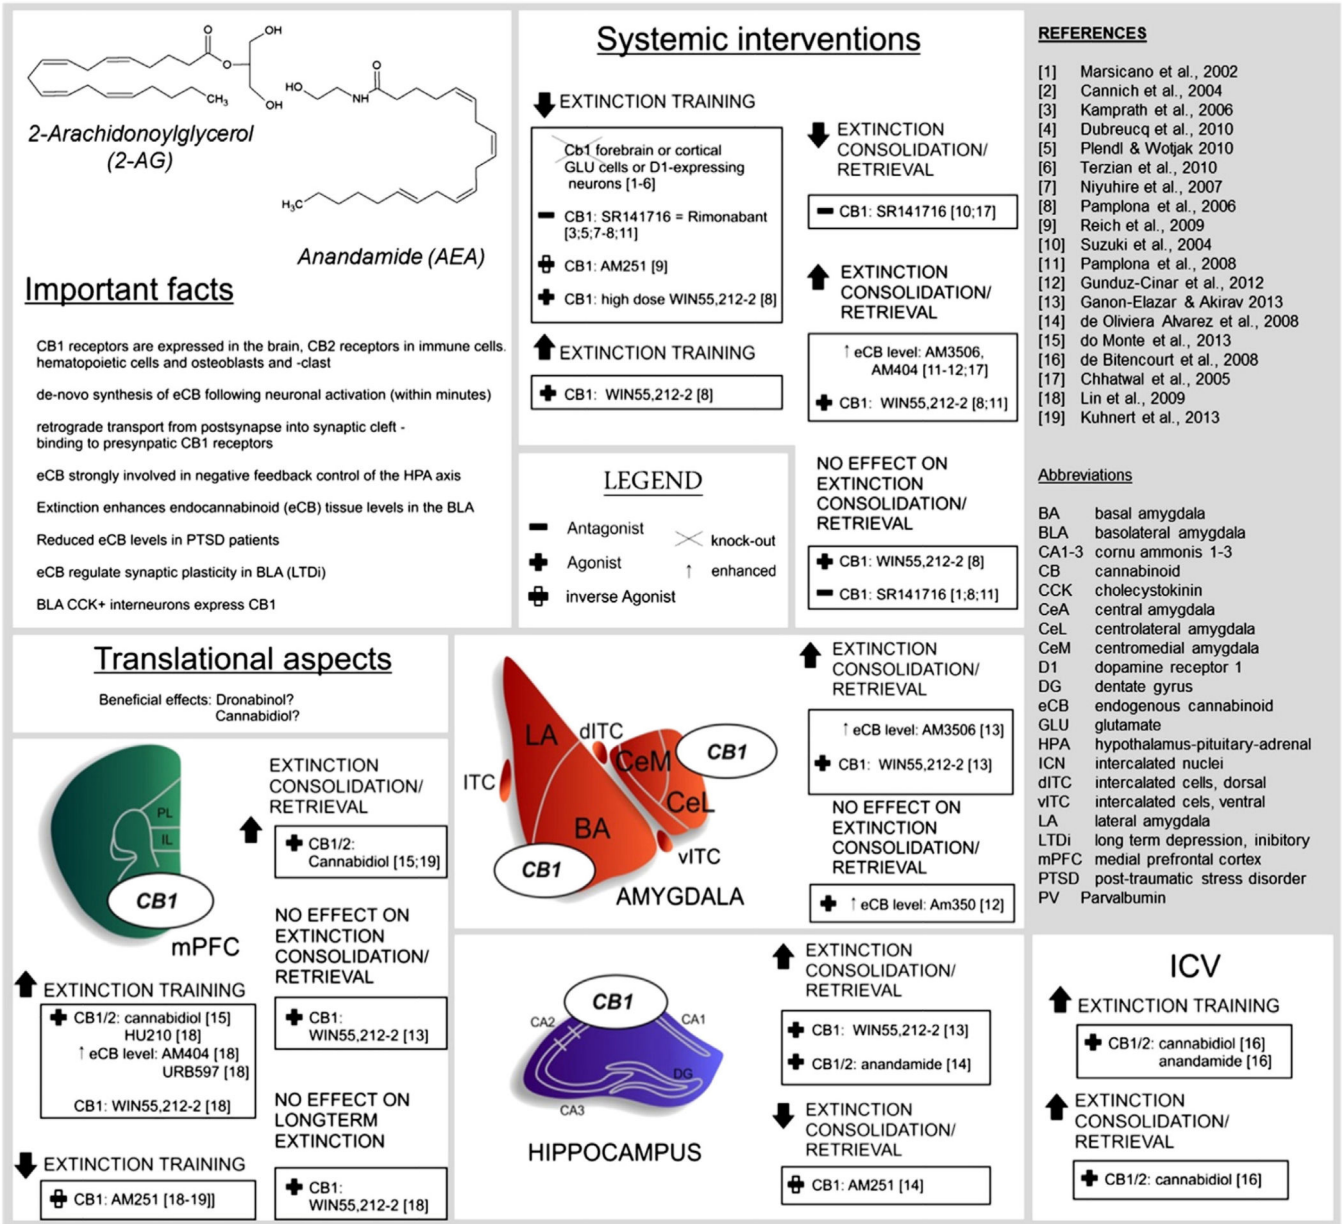 OH
O
O
OH
CH3
2-Arachidonoylglycerol
(2-AG)
O
HO
NH
H3C
Anandamide (AEA)
Important facts
CB1 receptors are expressed in the brain, CB2 receptors in immune cells.
hematopoietic cells and osteoblasts and -clast
de-novo synthesis of eCB following neuronal activation (within minutes)
retrograde transport from postsynapse into synaptic cleft -
binding to presynpatic CB1 receptors
eCB strongly involved in negative feedback control of the HPA axis
Extinction enhances endocannabinoid (eCB) tissue levels in the BLA
Reduced eCB levels in PTSD patients
eCB regulate synaptic plasticity in BLA (LTDi)
BLA CCK+ interneurons express CB1
Systemic interventions
EXTINCTION TRAINING
Cb1 forebrain or cortical
GLU cells or D1-expressing
neurons [1-6]
CB1: SR141716 = Rimonabant
[3;5;7-8;11]
CB1: AM251 [9]
CB1: high dose WIN55,212-2 [8]
EXTINCTION TRAINING
CB1: WIN55,212-2 [8]
EXTINCTION
CONSOLIDATION/
RETRIEVAL
CB1: SR141716 [10;17]
EXTINCTION
CONSOLIDATION/
RETRIEVAL
↑ eCB level: AM3506,
AM404 [11-12;17]
CB1: WIN55,212-2 [8;11]
NO EFFECT ON
EXTINCTION
CONSOLIDATION/
RETRIEVAL
CB1: WIN55,212-2 [8]
CB1: SR141716 [1;8;11]
LEGEND
Antagonist
Agonist
inverse Agonist
knock-out
↑ enhanced
REFERENCES
[1] Marsicano et al., 2002
[2] Cannich et al., 2004
[3] Kamprath et al., 2006
[4] Dubreucq et al., 2010
[5] Plendl & Wotjak 2010
[6] Terzian et al., 2010
[7] Niyuhire et al., 2007
[8] Pamplona et al., 2006
[9] Reich et al., 2009
[10] Suzuki et al., 2004
[11] Pamplona et al., 2008
[12] Gunduz-Cinar et al., 2012
[13] Ganon-Elazar & Akirav 2013
[14] de Oliviera Alvarez et al., 2008
[15] do Monte et al., 2013
[16] de Bitencourt et al., 2008
[17] Chhatwal et al., 2005
[18] Lin et al., 2009
[19] Kuhnert et al., 2013
Abbreviations
BA basal amygdala
BLA basolateral amygdala
CA1-3 cornu ammonis 1-3
CB cannabinoid
CCK cholecystokinin
CeA central amygdala
CeL centrolateral amygdala
CeM centromedial amygdala
D1 dopamine receptor 1
DG dentate gyrus
eCB endogenous cannabinoid
GLU glutamate
HPA hypothalamus-pituitary-adrenal
ICN intercalated nuclei
dITC intercalated cells, dorsal
vITC intercalated cels, ventral
LA lateral amygdala
LTDi long term depression, inibitory
mPFC medial prefrontal cortex
PTSD post-traumatic stress disorder
PV Parvalbumin
Translational aspects
Beneficial effects: Dronabinol?
Cannabidiol?
PL
IL
CB1
mPFC
EXTINCTION
CONSOLIDATION/
RETRIEVAL
CB1/2:
Cannabidiol [15;19]
NO EFFECT ON
EXTINCTION
CONSOLIDATION/
RETRIEVAL
CB1:
WIN55,212-2 [13]
NO EFFECT ON
LONGTERM
EXTINCTION
CB1:
WIN55,212-2 [18]
EXTINCTION TRAINING
CB1/2: cannabidiol [15]
HU210 [18]
↑ eCB level: AM404 [18]
URB597 [18]
CB1: WIN55,212-2 [18]
EXTINCTION TRAINING
CB1: AM251 [18-19]]
LA
dITC
CeM
CB1
ITC
CeL
BA
CB1
vITC
AMYGDALA
EXTINCTION
CONSOLIDATION/
RETRIEVAL
↑ eCB level: AM3506 [13]
CB1: WIN55,212-2 [13]
NO EFFECT ON
EXTINCTION
CONSOLIDATION/
RETRIEVAL
↑ eCB level: Am350 [12]
CB1
CA2
CA1
DG
CA3
HIPPOCAMPUS
EXTINCTION
CONSOLIDATION/
RETRIEVAL
CB1: WIN55,212-2 [13]
CB1/2: anandamide [14]
EXTINCTION
CONSOLIDATION/
RETRIEVAL
CB1: AM251 [14]
ICV
EXTINCTION TRAINING
CB1/2: cannabidiol [16]
anandamide [16]
EXTINCTION
CONSOLIDATION/
RETRIEVAL
CB1/2: cannabidiol [16]